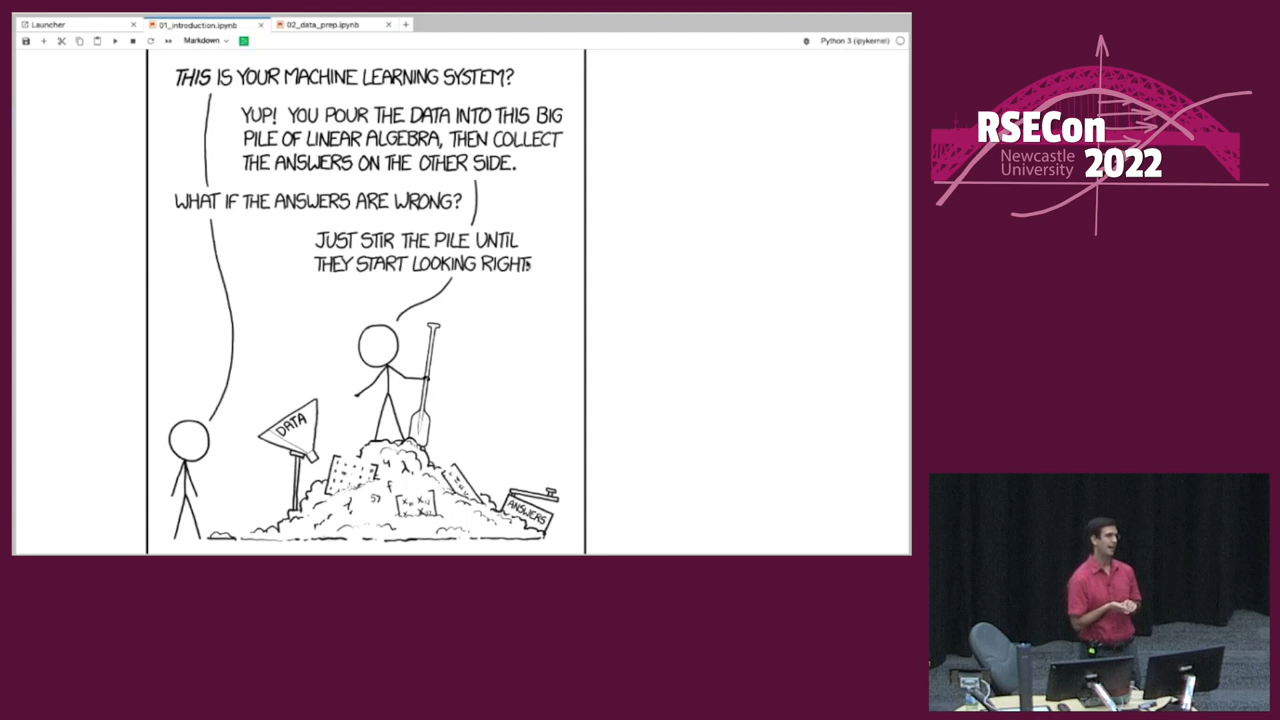 Launcher
01_introduction.ipynb
02_data_prep.ipynb
Markdown
Python 3 (ipykernel)
THIS IS YOUR MACHINE LEARNING SYSTEM?
YUP! YOU POUR THE DATA INTO THIS BIG
PILE OF LINEAR ALGEBRA, THEN COLLECT
THE ANSWERS ON THE OTHER SIDE.
WHAT IF THE ANSWERS ARE WRONG?
JUST STIR THE PILE UNTIL
THEY START LOOKING RIGHT.
DATA
ANSWERS
RSECon
Newcastle
University
2022